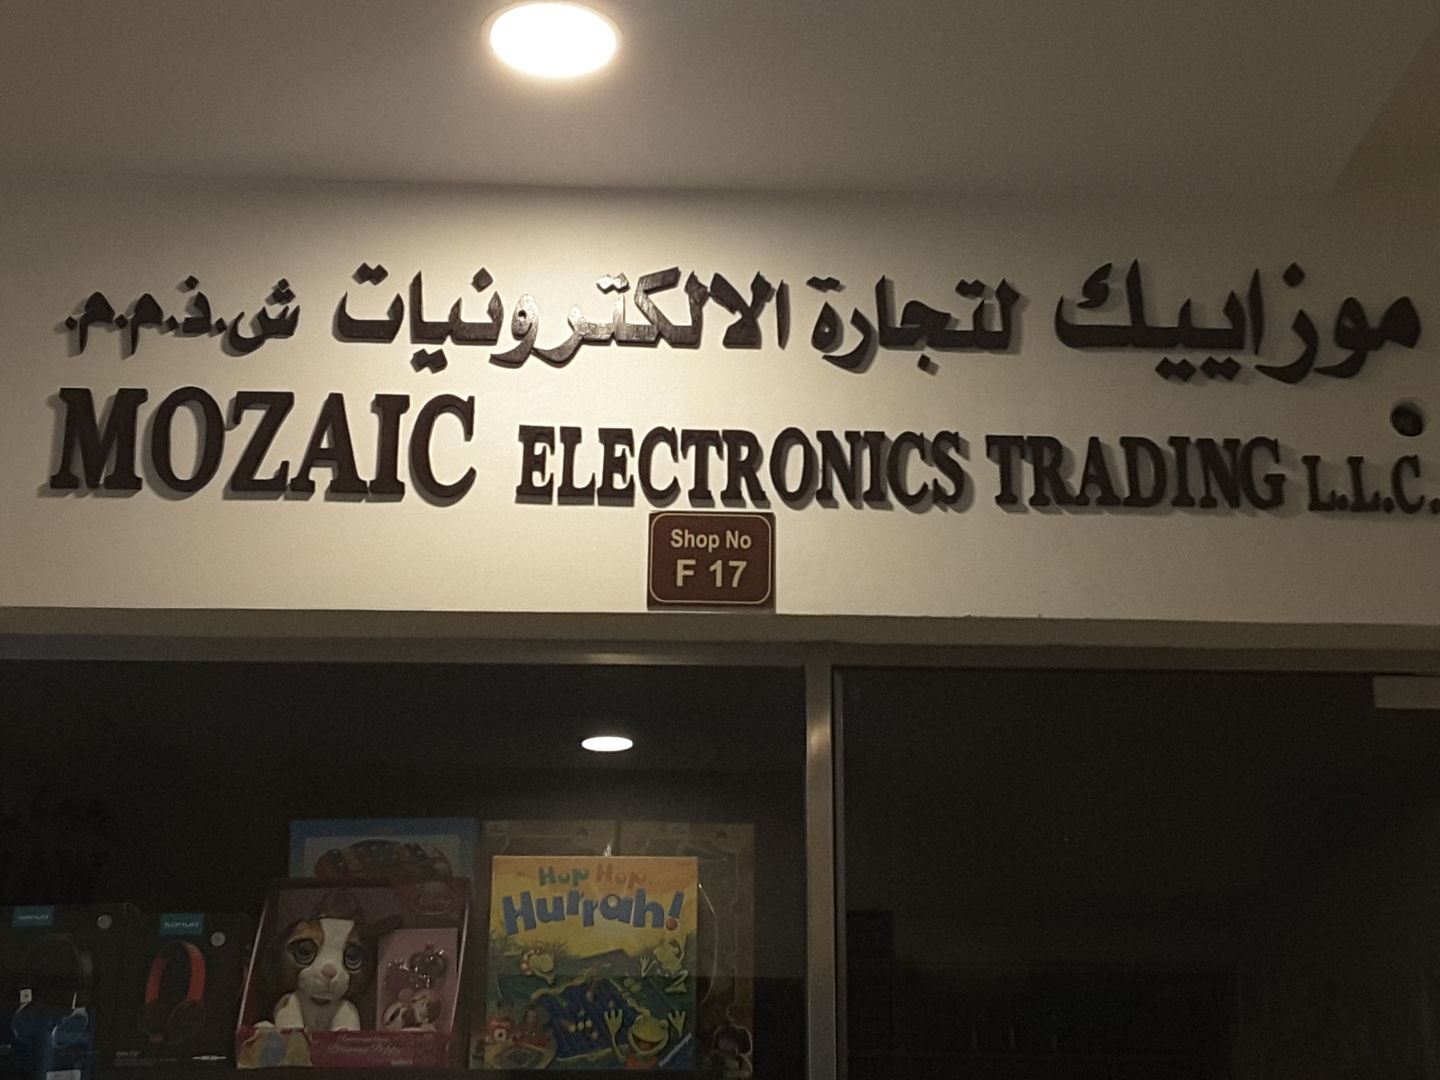 موزاييك لتجارة الالكترونيات ش.ذ.م.م.
MOZAIC ELECTRONICS TRADING L.L.C.
Shop No
F 17
Hop Hop
Hurrah!